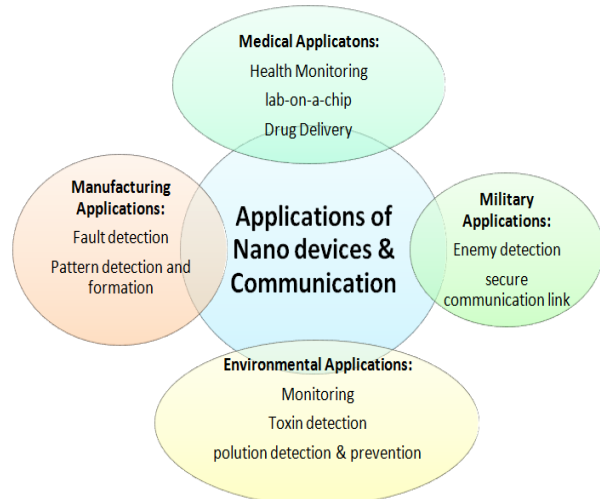 Medical Applicatons:
Health Monitoring
lab-on-a-chip
Drug Delivery
Manufacturing
Applications:
Fault detection
Pattern detection and
formation
Applications of
Nano devices &
Communication
Military
Applications:
Enemy detection
secure
communication link
Environmental Applications:
Monitoring
Toxin detection
polution detection & prevention